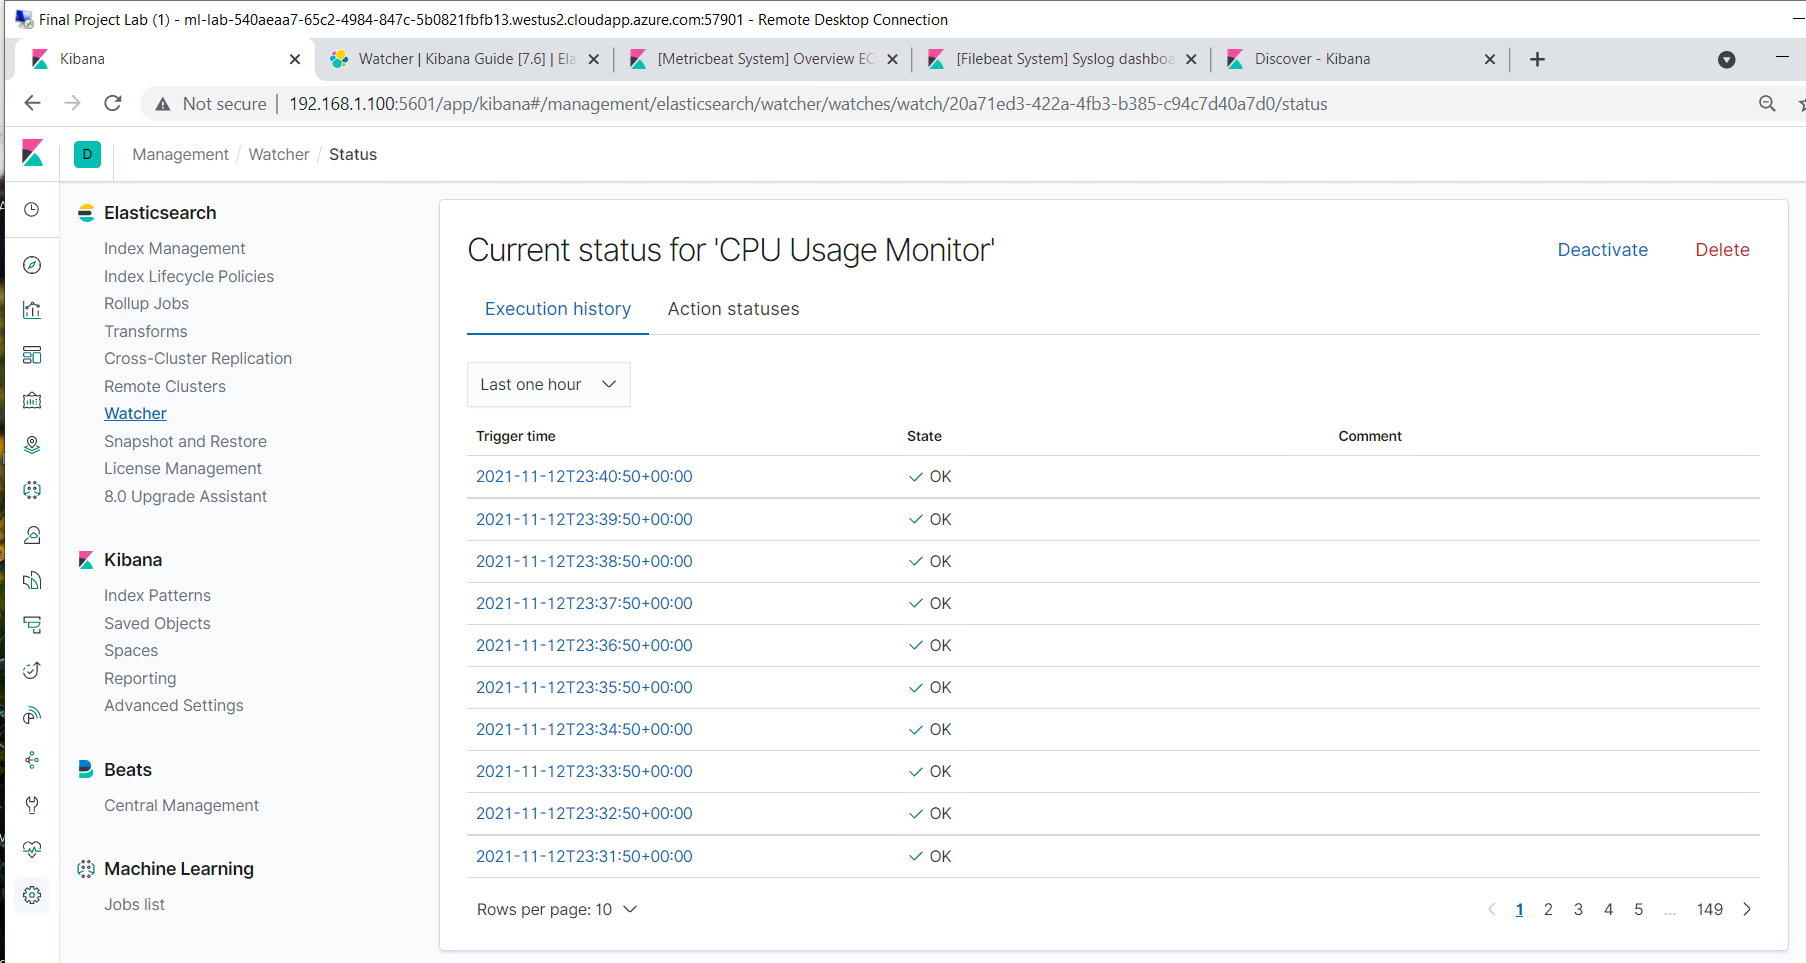 Final Project Lab (1) - ml-lab-540aeaa7-65c2-4984-847c-5b0821fbfb13.westus2.cloudapp.azure.com:57901 - Remote Desktop Connection
Kibana
Watcher | Kibana Guide [7.6] | Ela
[Metricbeat System] Overview EC
[Filebeat System] Syslog dashboa
Discover - Kibana
Not secure | 192.168.1.100:5601/app/kibana#/management/elasticsearch/watcher/watches/watch/20a71ed3-422a-4fb3-b385-c94c7d40a7d0/status
D
Management / Watcher / Status
Elasticsearch
Index Management
Index Lifecycle Policies
Rollup Jobs
Transforms
Cross-Cluster Replication
Remote Clusters
Watcher
Snapshot and Restore
License Management
8.0 Upgrade Assistant
Kibana
Index Patterns
Saved Objects
Spaces
Reporting
Advanced Settings
Beats
Central Management
Machine Learning
Jobs list
Current status for 'CPU Usage Monitor'
Deactivate
Delete
Execution history
Action statuses
Last one hour
Trigger time State Comment
2021-11-12T23:40:50+00:00 OK
2021-11-12T23:39:50+00:00 OK
2021-11-12T23:38:50+00:00 OK
2021-11-12T23:37:50+00:00 OK
2021-11-12T23:36:50+00:00 OK
2021-11-12T23:35:50+00:00 OK
2021-11-12T23:34:50+00:00 OK
2021-11-12T23:33:50+00:00 OK
2021-11-12T23:32:50+00:00 OK
2021-11-12T23:31:50+00:00 OK
Rows per page: 10
1 2 3 4 5 ... 149